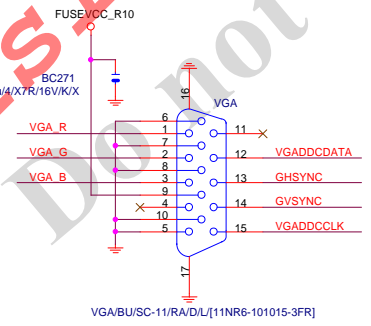 FUSEVCC_R10
BC271
/4/X7R/16V/K/X
16
VGA
VGA_R
6
1
11
7
VGA_G
2
12
VGADDCDATA
8
VGA_B
3
13
GHSYNC
9
4
14
GVSYNC
10
5
15
VGADDCCLK
17
VGA/BU/SC-11/RA/D/L/[11NR6-101015-3FR]
Do not